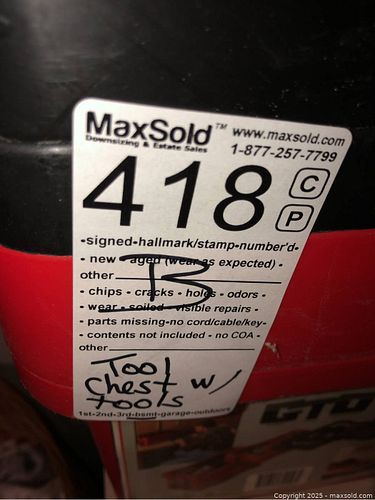 MaxSold™ www.maxsold.com
Downsizing & Estate Sales 1-877-257-7799
418 C
P
•signed-hallmark/stamp-number'd•
• new - aged (wear as expected) •
other
B
• chips - cracks - holes - odors -
- wear - soiled - visible repairs -
- parts missing-no cord/cable/key-
- contents not included - no COA -
other
Tool
Chest w/
tools
1st-2nd-3rd-bsmt-garage-outdoors
GTO
Copyright 2025 - maxsold.com